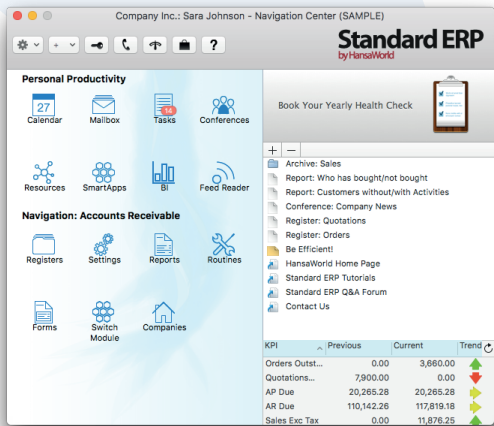 Company Inc.: Sara Johnson - Navigation Center (SAMPLE)
+
?
Standard ERP
by HansaWorld
Personal Productivity
27
Calendar
Mailbox
14
Tasks
Conferences
Resources
SmartApps
BI
Feed Reader
Navigation: Accounts Receivable
Registers
Settings
Reports
Routines
Forms
Switch
Module
Companies
Book Your Yearly Health Check
+ −
Archive: Sales
Report: Who has bought/not bought
Report: Customers without/with Activities
Conference: Company News
Register: Quotations
Register: Orders
Be Efficient!
HansaWorld Home Page
Standard ERP Tutorials
Standard ERP Q&A Forum
Contact Us
KPI Previous Current Trend
Orders Outst... 0.00 3,660.00
Quotations... 7,900.00 0.00
AP Due 20,265.28 20,265.28
AR Due 110,142.26 117,819.18
Sales Exc Tax 0.00 11,876.25